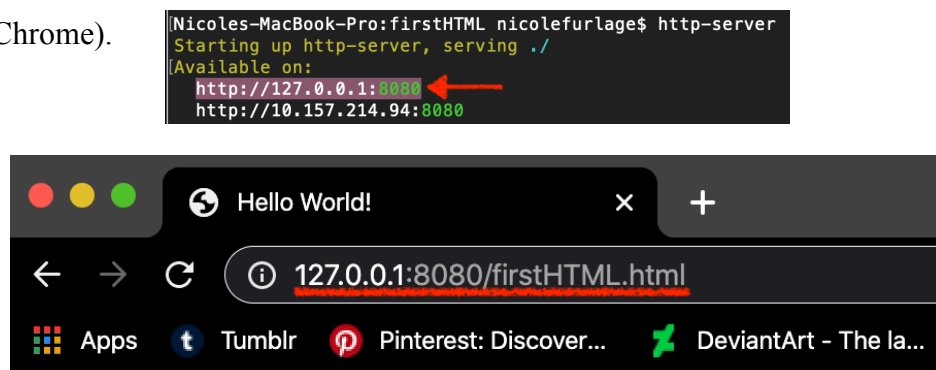 Chrome).
[Nicoles-MacBook-Pro:firstHTML nicolefurlage$ http-server
Starting up http-server, serving ./
[Available on:
http://127.0.0.1:8080
http://10.157.214.94:8080
Hello World!
127.0.0.1:8080/firstHTML.html
Apps Tumblr Pinterest: Discover... DeviantArt - The la...